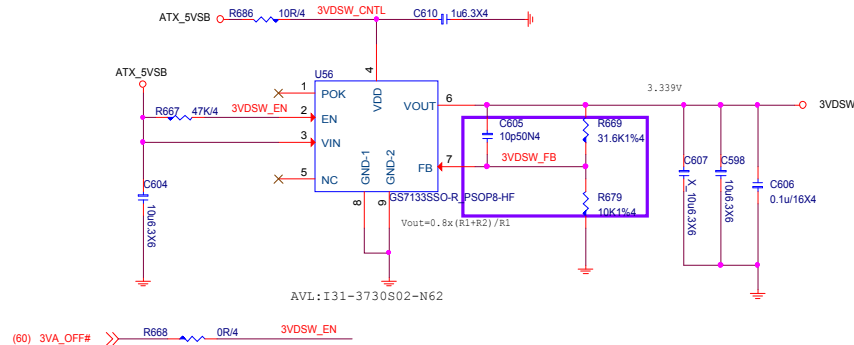 ATX_5VSB R686 10R/4 3VDSW_CNTL C610 1u6.3X4
ATX_5VSB
U56
4
3.339V
1 POK VDD
VOUT 6 3VDSW
R667 47K/4 3VDSW_EN 2 EN
C605
10p50N4
R669
31.6K1%4
3 VIN
3VDSW_FB
FB 7
GND-1
GND-2
5 NC
C604
10u6.3X6
C607
X_10u6.3X6
C598
10u6.3X6
C606
0.1u/16X4
GS7133SSO-R_PSOP8-HF
R679
10K1%4
8
9
Vout=0.8x(R1+R2)/R1
AVL:I31-3730S02-N62
(60) 3VA_OFF# R668 0R/4 3VDSW_EN